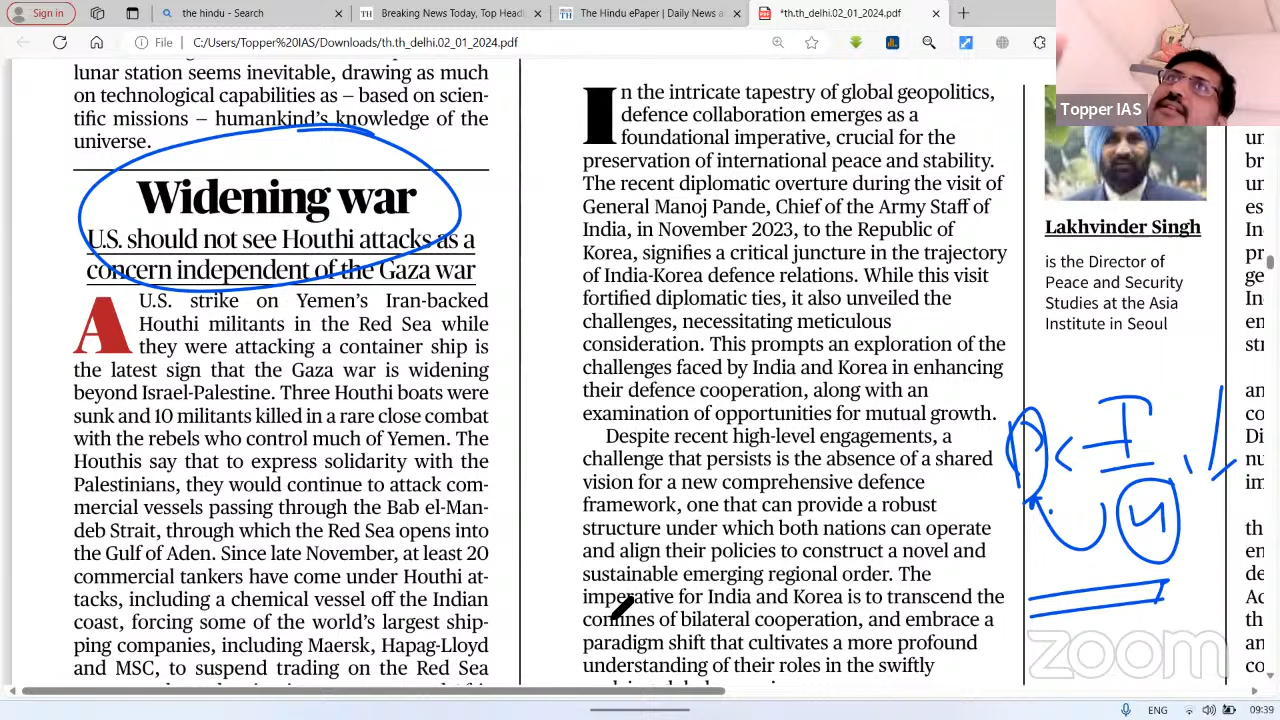 Sign in
the hindu - Search
Breaking News Today, Top Headl
The Hindu ePaper | Daily News
*th.th_delhi.02_01_2024.pdf
File
C:/Users/Topper%20IAS/Downloads/th.th_delhi.02_01_2024.pdf
Topper IAS
lunar station seems inevitable, drawing as much
on technological capabilities as – based on scien-
tific missions – humankind's knowledge of the
universe.
Widening war
U.S. should not see Houthi attacks as a
concern independent of the Gaza war
A U.S. strike on Yemen's Iran-backed
Houthi militants in the Red Sea while
they were attacking a container ship is
the latest sign that the Gaza war is widening
beyond Israel-Palestine. Three Houthi boats were
sunk and 10 militants killed in a rare close combat
with the rebels who control much of Yemen. The
Houthis say that to express solidarity with the
Palestinians, they would continue to attack com-
mercial vessels passing through the Bab el-Man-
deb Strait, through which the Red Sea opens into
the Gulf of Aden. Since late November, at least 20
commercial tankers have come under Houthi at-
tacks, including a chemical vessel off the Indian
coast, forcing some of the world's largest ship-
ping companies, including Maersk, Hapag-Lloyd
and MSC, to suspend trading on the Red Sea
In the intricate tapestry of global geopolitics,
defence collaboration emerges as a
foundational imperative, crucial for the
preservation of international peace and stability.
The recent diplomatic overture during the visit of
General Manoj Pande, Chief of the Army Staff of
India, in November 2023, to the Republic of
Korea, signifies a critical juncture in the trajectory
of India-Korea defence relations. While this visit
fortified diplomatic ties, it also unveiled the
challenges, necessitating meticulous
consideration. This prompts an exploration of the
challenges faced by India and Korea in enhancing
their defence cooperation, along with an
examination of opportunities for mutual growth.
Despite recent high-level engagements, a
challenge that persists is the absence of a shared
vision for a new comprehensive defence
framework, one that can provide a robust
structure under which both nations can operate
and align their policies to construct a novel and
sustainable emerging regional order. The
imperative for India and Korea is to transcend the
confines of bilateral cooperation, and embrace a
paradigm shift that cultivates a more profound
understanding of their roles in the swiftly
Lakhvinder Singh
is the Director of
Peace and Security
Studies at the Asia
Institute in Seoul
zoom
ENG
09:39